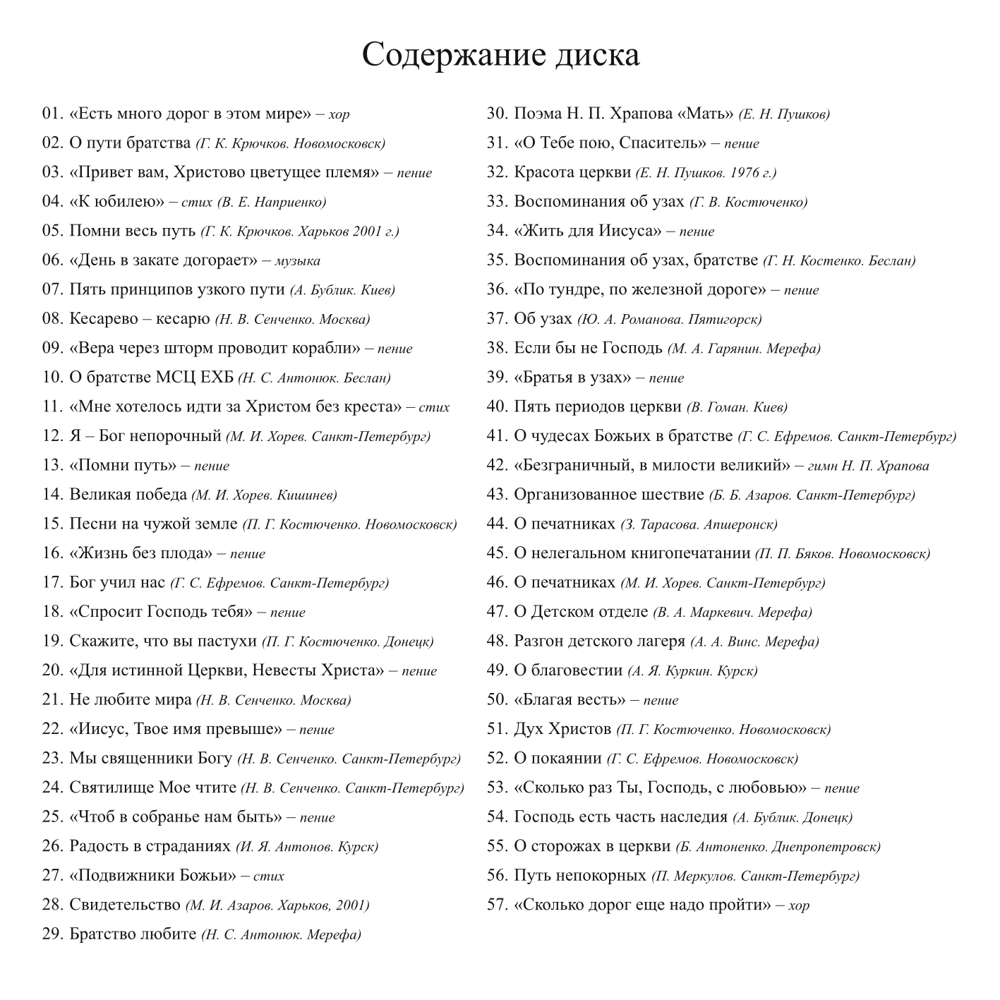 Содержание диска
01. «Есть много дорог в этом мире» – хор
02. О пути братства (Г. К. Крючков. Новомосковск)
03. «Привет вам, Христово цветущее племя» – пение
04. «К юбилею» – стих (В. Е. Наприенко)
05. Помни весь путь (Г. К. Крючков. Харьков 2001 г.)
06. «День в закате догорает» – музыка
07. Пять принципов узкого пути (А. Бублик. Киев)
08. Кесарево – кесарю (Н. В. Сенченко. Москва)
09. «Вера через шторм проводит корабли» – пение
10. О братстве МСЦ ЕХБ (Н. С. Антонюк. Беслан)
11. «Мне хотелось идти за Христом без креста» – стих
12. Я – Бог непорочный (М. И. Хорев. Санкт-Петербург)
13. «Помни путь» – пение
14. Великая победа (М. И. Хорев. Кишинев)
15. Песни на чужой земле (П. Г. Костюченко. Новомосковск)
16. «Жизнь без плода» – пение
17. Бог учил нас (Г. С. Ефремов. Санкт-Петербург)
18. «Спросит Господь тебя» – пение
19. Скажите, что вы пастухи (П. Г. Костюченко. Донецк)
20. «Для истинной Церкви, Невесты Христа» – пение
21. Не любите мира (Н. В. Сенченко. Москва)
22. «Иисус, Твое имя превыше» – пение
23. Мы священники Богу (Н. В. Сенченко. Санкт-Петербург)
24. Святилище Мое чтите (Н. В. Сенченко. Санкт-Петербург)
25. «Чтоб в собранье нам быть» – пение
26. Радость в страданиях (И. Я. Антонов. Курск)
27. «Подвижники Божьи» – стих
28. Свидетельство (М. И. Азаров. Харьков, 2001)
29. Братство любите (Н. С. Антонюк. Мерефа)
30. Поэма Н. П. Храпова «Мать» (Е. Н. Пушков)
31. «О Тебе пою, Спаситель» – пение
32. Красота церкви (Е. Н. Пушков. 1976 г.)
33. Воспоминания об узах (Г. В. Костюченко)
34. «Жить для Иисуса» – пение
35. Воспоминания об узах, братстве (Г. Н. Костенко. Беслан)
36. «По тундре, по железной дороге» – пение
37. Об узах (Ю. А. Романова. Пятигорск)
38. Если бы не Господь (М. А. Гарянин. Мерефа)
39. «Братья в узах» – пение
40. Пять периодов церкви (В. Гоман. Киев)
41. О чудесах Божьих в братстве (Г. С. Ефремов. Санкт-Петербург)
42. «Безграничный, в милости великий» – гимн Н. П. Храпова
43. Организованное шествие (Б. Б. Азаров. Санкт-Петербург)
44. О печатниках (З. Тарасова. Апшеронск)
45. О нелегальном книгопечатании (П. П. Бяков. Новомосковск)
46. О печатниках (М. И. Хорев. Санкт-Петербург)
47. О Детском отделе (В. А. Маркевич. Мерефа)
48. Разгон детского лагеря (А. А. Винс. Мерефа)
49. О благовестии (А. Я. Куркин. Курск)
50. «Благая весть» – пение
51. Дух Христов (П. Г. Костюченко. Новомосковск)
52. О покаянии (Г. С. Ефремов. Новомосковск)
53. «Сколько раз Ты, Господь, с любовью» – пение
54. Господь есть часть наследия (А. Бублик. Донецк)
55. О сторожах в церкви (Б. Антоненко. Днепропетровск)
56. Путь непокорных (П. Меркулов. Санкт-Петербург)
57. «Сколько дорог еще надо пройти» – хор